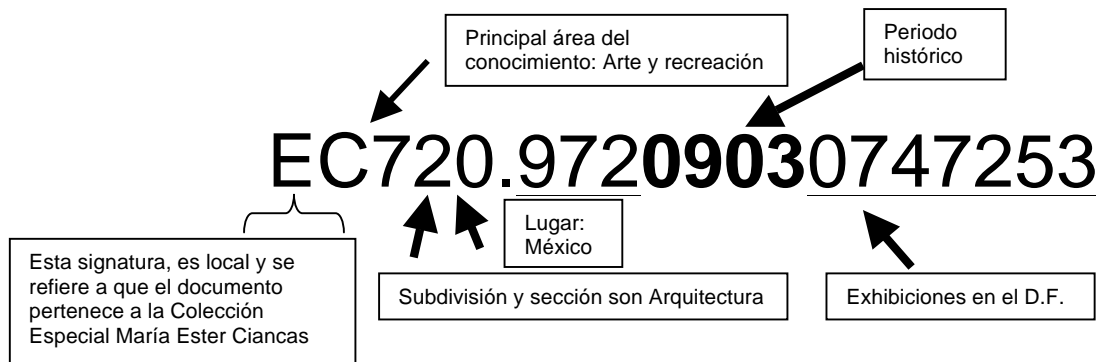 Principal área del
conocimiento: Arte y recreación
Periodo
histórico
EC720.97209030747253
Lugar:
México
Esta signatura, es local y se
refiere a que el documento
pertenece a la Colección
Especial María Ester Ciancas
Subdivisión y sección son Arquitectura
Exhibiciones en el D.F.